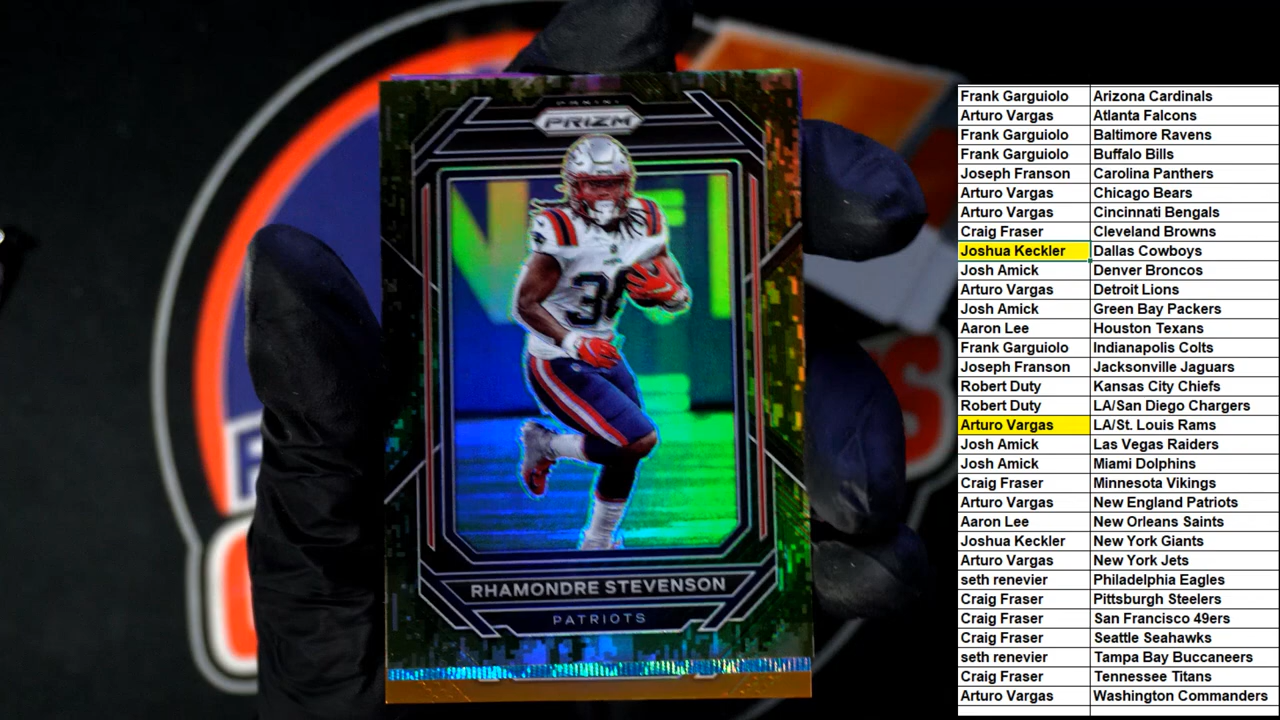 PANINI
PRIZM
38
RHAMONDRE STEVENSON
PATRIOTS
Frank Garguiolo Arizona Cardinals
Arturo Vargas Atlanta Falcons
Frank Garguiolo Baltimore Ravens
Frank Garguiolo Buffalo Bills
Joseph Franson Carolina Panthers
Arturo Vargas Chicago Bears
Arturo Vargas Cincinnati Bengals
Craig Fraser Cleveland Browns
Joshua Keckler Dallas Cowboys
Josh Amick Denver Broncos
Arturo Vargas Detroit Lions
Josh Amick Green Bay Packers
Aaron Lee Houston Texans
Frank Garguiolo Indianapolis Colts
Joseph Franson Jacksonville Jaguars
Robert Duty Kansas City Chiefs
Robert Duty LA/San Diego Chargers
Arturo Vargas LA/St. Louis Rams
Josh Amick Las Vegas Raiders
Josh Amick Miami Dolphins
Craig Fraser Minnesota Vikings
Arturo Vargas New England Patriots
Aaron Lee New Orleans Saints
Joshua Keckler New York Giants
Arturo Vargas New York Jets
seth renevier Philadelphia Eagles
Craig Fraser Pittsburgh Steelers
Craig Fraser San Francisco 49ers
Craig Fraser Seattle Seahawks
seth renevier Tampa Bay Buccaneers
Craig Fraser Tennessee Titans
Arturo Vargas Washington Commanders